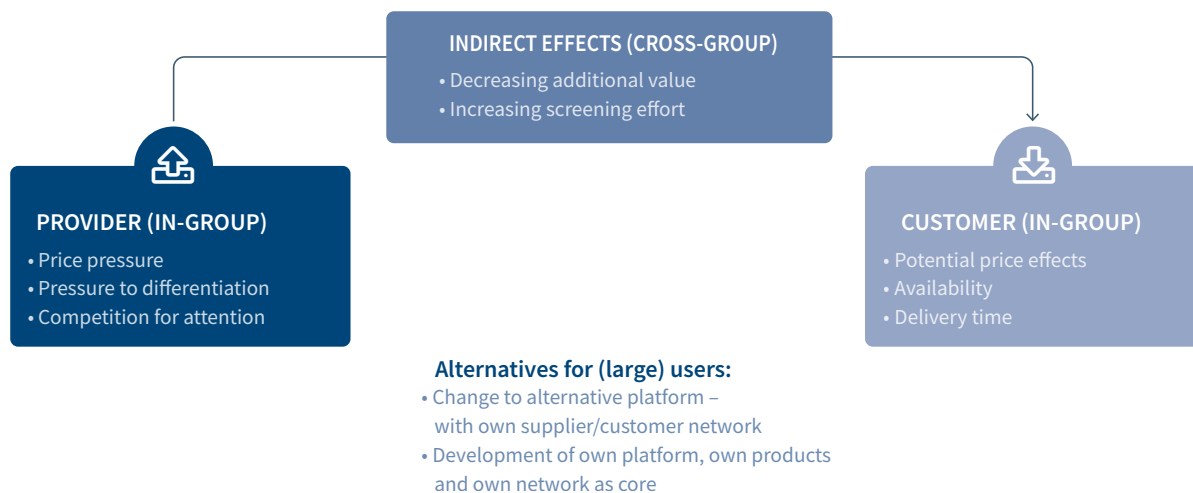 INDIRECT EFFECTS (CROSS-GROUP)
• Decreasing additional value
• Increasing screening effort
PROVIDER (IN-GROUP)
• Price pressure
• Pressure to differentiation
• Competition for attention
CUSTOMER (IN-GROUP)
• Potential price effects
• Availability
• Delivery time
Alternatives for (large) users:
• Change to alternative platform –
with own supplier/customer network
• Development of own platform, own products
and own network as core